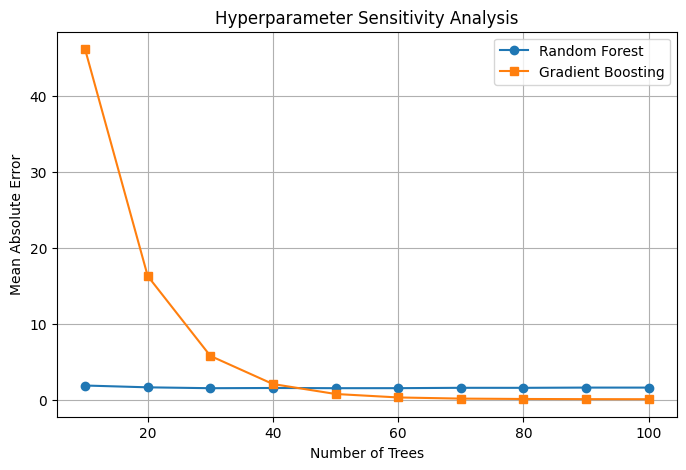 Hyperparameter Sensitivity Analysis
Random Forest
Gradient Boosting
Mean Absolute Error
40
30
20
10
0
20 40 60 80 100
Number of Trees